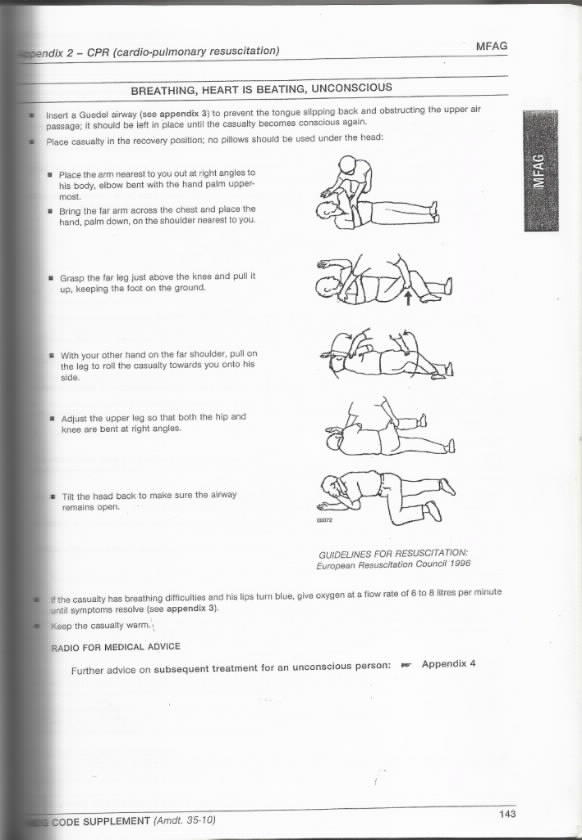 Appendix 2 – CPR (cardio-pulmonary resuscitation)
MFAG
BREATHING, HEART IS BEATING, UNCONSCIOUS
■ Insert a Guedel airway (see appendix 3) to prevent the tongue slipping back and obstructing the upper air
passage; it should be left in place until the casualty becomes conscious again.
■ Place casualty in the recovery position; no pillows should be used under the head:
■ Place the arm nearest to you out at right angles to
his body, elbow bent with the hand palm upper-
most.
■ Bring the far arm across the chest and place the
hand, palm down, on the shoulder nearest to you.
■ Grasp the far leg just above the knee and pull it
up, keeping the foot on the ground.
■ With your other hand on the far shoulder, pull on
the leg to roll the casualty towards you onto his
side.
■ Adjust the upper leg so that both the hip and
knee are bent at right angles.
■ Tilt the head back to make sure the airway
remains open.
MFAG
GUIDELINES FOR RESUSCITATION:
European Resuscitation Council 1996
■ If the casualty has breathing difficulties and his lips turn blue, give oxygen at a flow rate of 6 to 8 litres per minute
until symptoms resolve (see appendix 3).
■ Keep the casualty warm.
RADIO FOR MEDICAL ADVICE
Further advice on subsequent treatment for an unconscious person: ☛ Appendix 4
CODE SUPPLEMENT (Amdt. 35-10)
143